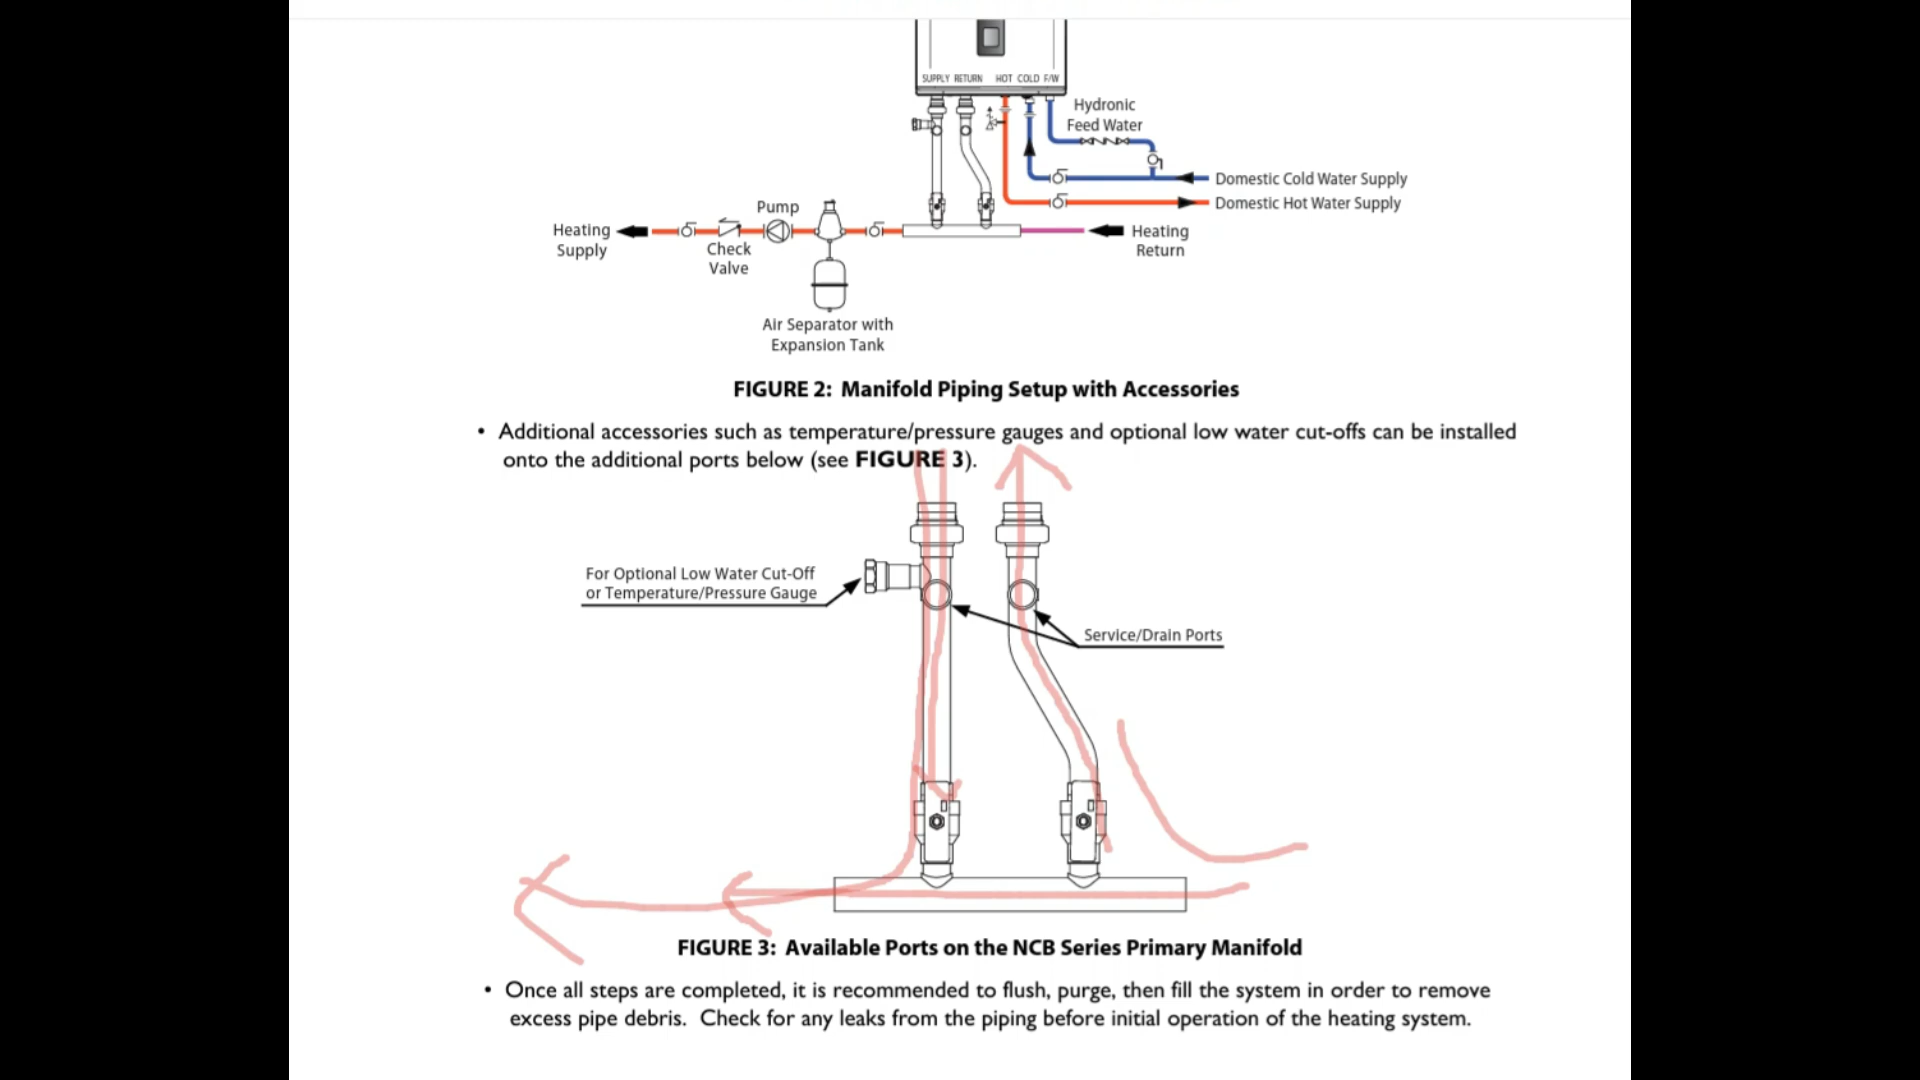 SUPPLY RETURN HOT COLD F/W
Hydronic
Feed Water
Domestic Cold Water Supply
Domestic Hot Water Supply
Pump
Heating
Supply
Check
Valve
Heating
Return
Air Separator with
Expansion Tank
FIGURE 2: Manifold Piping Setup with Accessories
• Additional accessories such as temperature/pressure gauges and optional low water cut-offs can be installed
onto the additional ports below (see FIGURE 3).
For Optional Low Water Cut-Off
or Temperature/Pressure Gauge
Service/Drain Ports
FIGURE 3: Available Ports on the NCB Series Primary Manifold
• Once all steps are completed, it is recommended to flush, purge, then fill the system in order to remove
excess pipe debris. Check for any leaks from the piping before initial operation of the heating system.